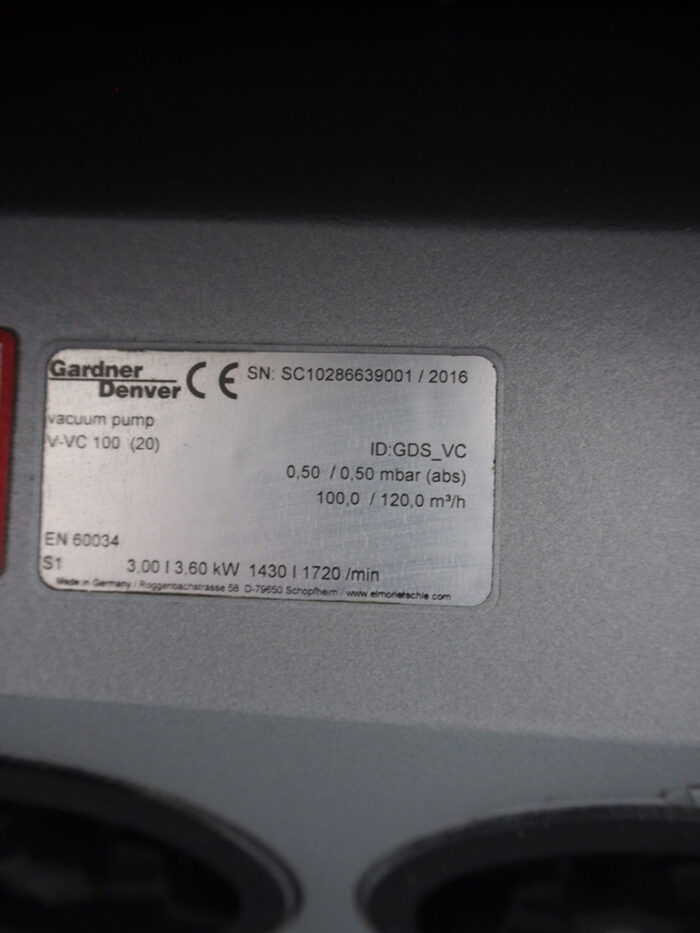 Gardner
Denver CE SN: SC10286639001 / 2016
vacuum pump
V-VC 100 (20)
ID:GDS_VC
0,50 / 0,50 mbar (abs)
100,0 / 120,0 m³/h
EN 60034
S1 3,00 I 3,60 kW 1430 I 1720 /min
Made in Germany / Roggenbachstrasse 58 D-79650 Schopfheim / www.elmorietschle.com